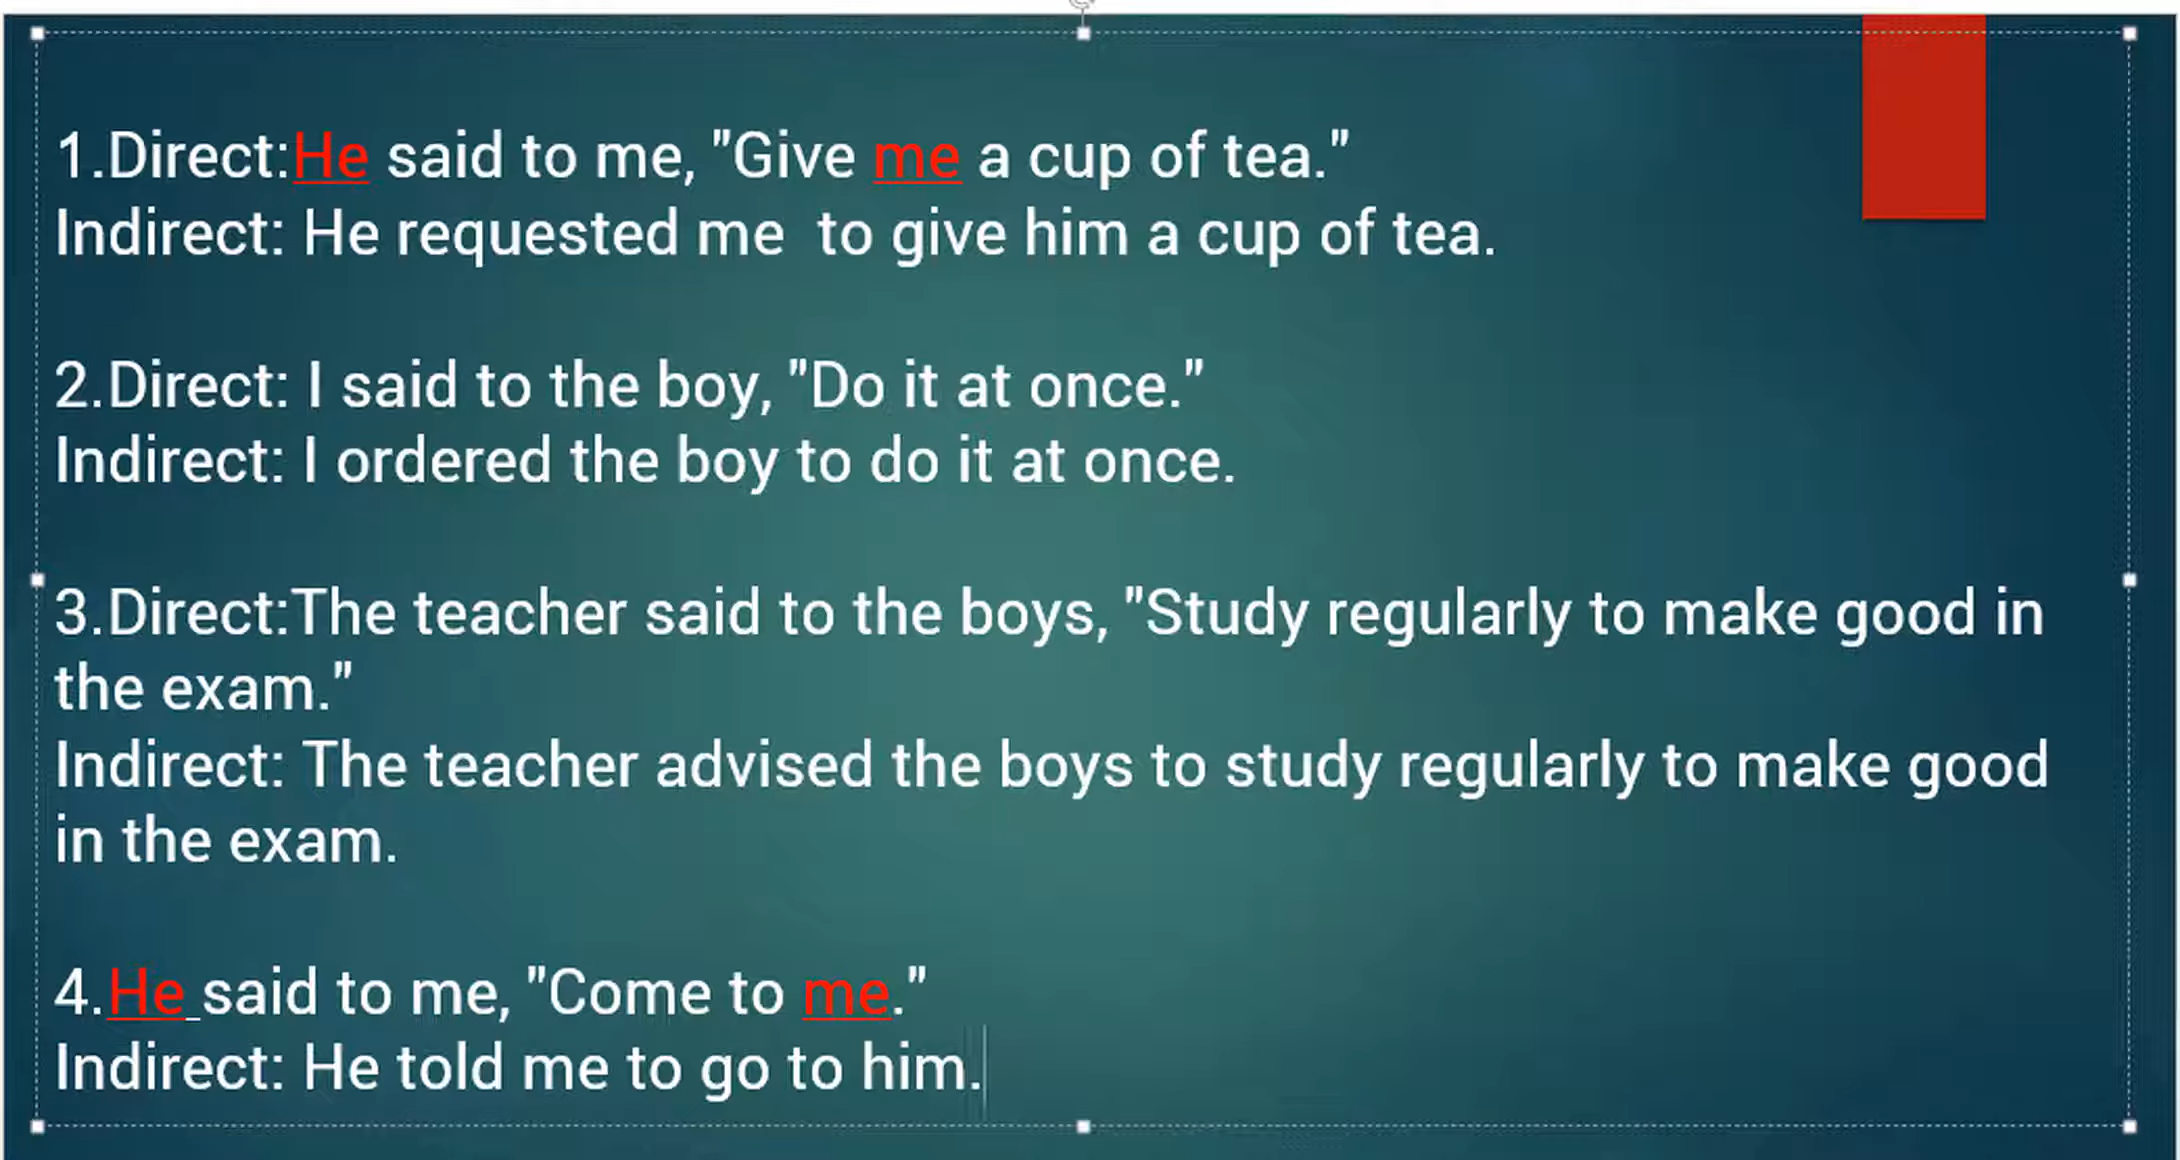 1.Direct:He said to me, "Give me a cup of tea."
Indirect: He requested me  to give him a cup of tea.
2.Direct: I said to the boy, "Do it at once."
Indirect: I ordered the boy to do it at once.
3.Direct:The teacher said to the boys, "Study regularly to make good in
the exam."
Indirect: The teacher advised the boys to study regularly to make good
in the exam.
4.He said to me, "Come to me."
Indirect: He told me to go to him.